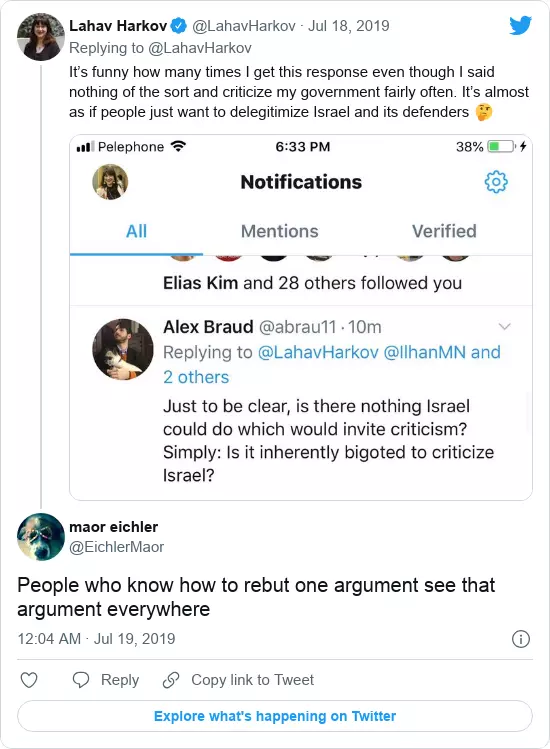 Lahav Harkov @LahavHarkov · Jul 18, 2019
Replying to @LahavHarkov
It’s funny how many times I get this response even though I said
nothing of the sort and criticize my government fairly often. It’s almost
as if people just want to delegitimize Israel and its defenders 🤔
Pelephone 6:33 PM 38%
Notifications
All Mentions Verified
Elias Kim and 28 others followed you
Alex Braud @abrau11 · 10m
Replying to @LahavHarkov @IlhanMN and
2 others
Just to be clear, is there nothing Israel
could do which would invite criticism?
Simply: Is it inherently bigoted to criticize
Israel?
maor eichler
@EichlerMaor
People who know how to rebut one argument see that
argument everywhere
12:04 AM · Jul 19, 2019
Reply Copy link to Tweet
Explore what's happening on Twitter